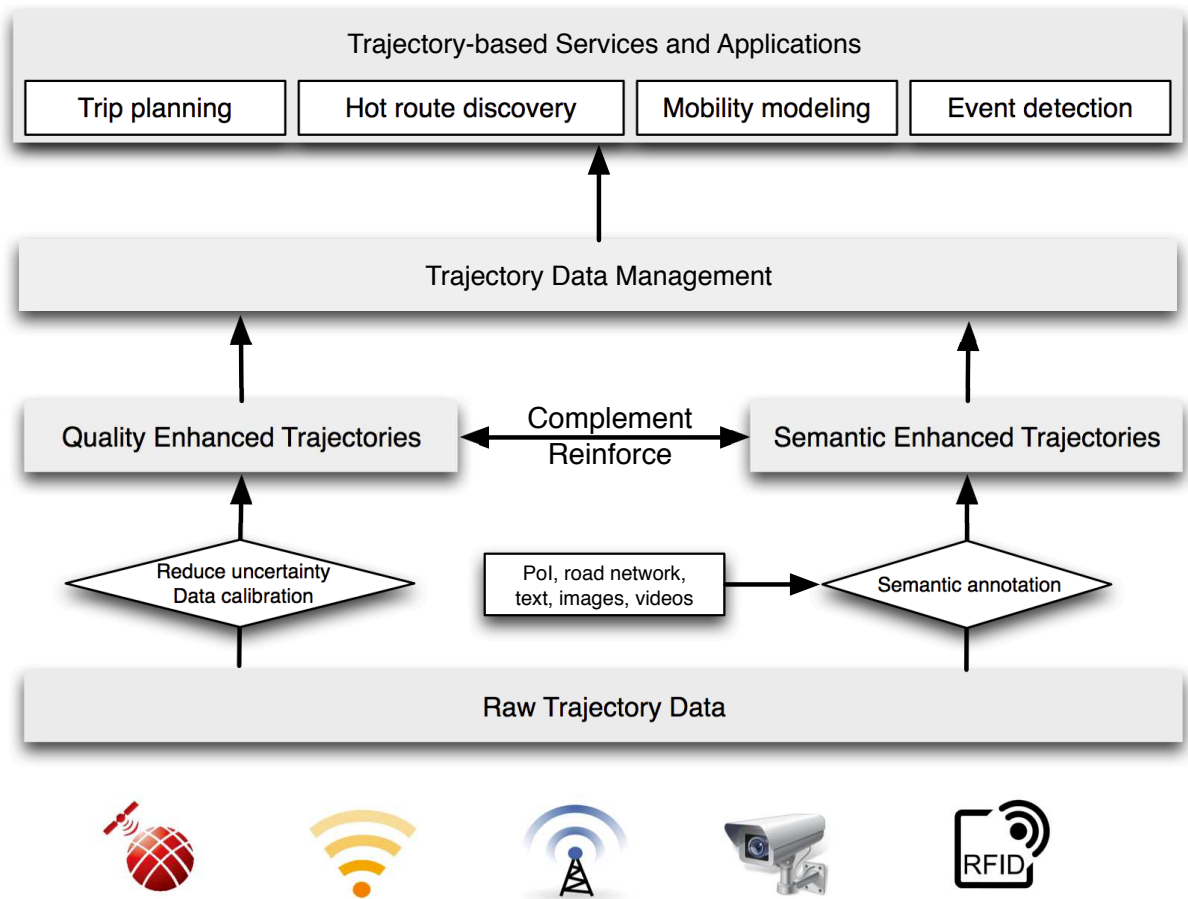 Trajectory-based Services and Applications
Trip planning
Hot route discovery
Mobility modeling
Event detection
Trajectory Data Management
Quality Enhanced Trajectories
Complement
Reinforce
Semantic Enhanced Trajectories
Reduce uncertainty
Data calibration
PoI, road network,
text, images, videos
Semantic annotation
Raw Trajectory Data
RFID